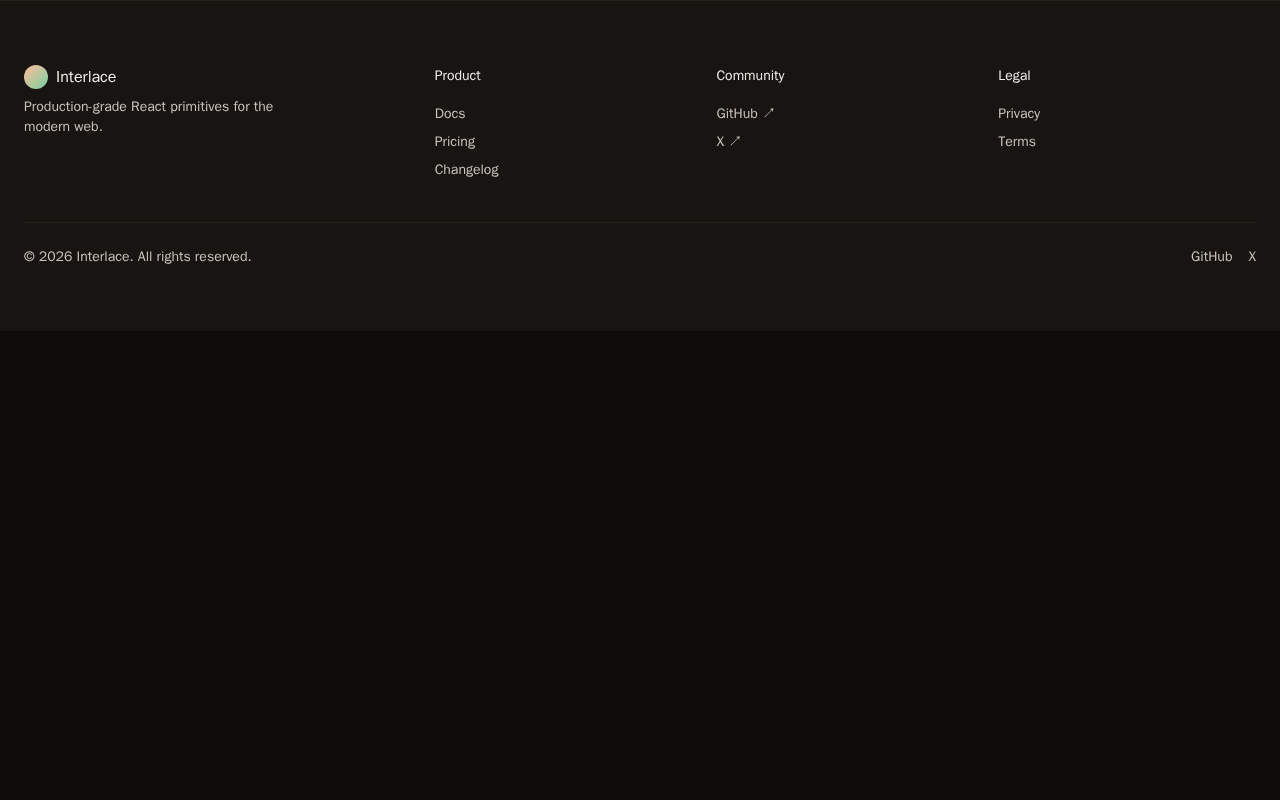 Interlace
Production-grade React primitives for the
modern web.
Product
Docs
Pricing
Changelog
Community
GitHub ↗
X ↗
Legal
Privacy
Terms
© 2026 Interlace. All rights reserved.
GitHub X